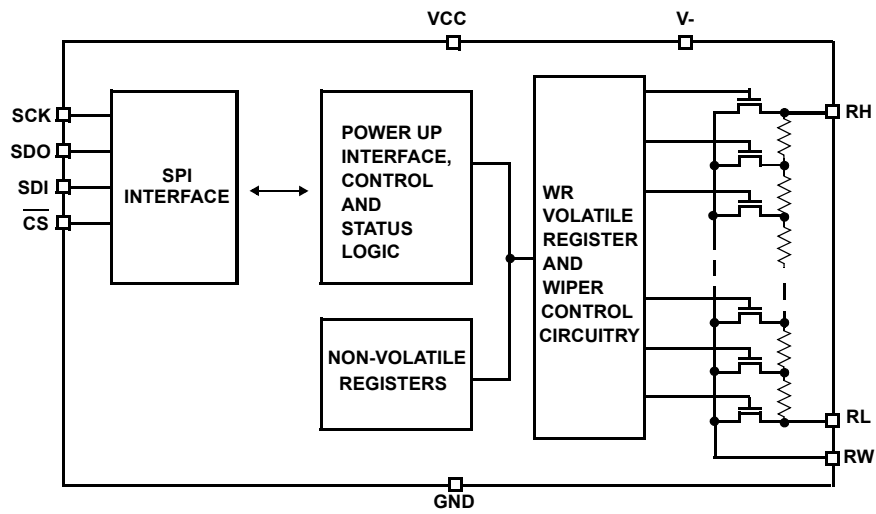 VCC
V-
SCK
SDO
SDI
CS
SPI
INTERFACE
POWER UP
INTERFACE,
CONTROL
AND
STATUS
LOGIC
NON-VOLATILE
REGISTERS
WR
VOLATILE
REGISTER
AND
WIPER
CONTROL
CIRCUITRY
RH
RL
RW
GND